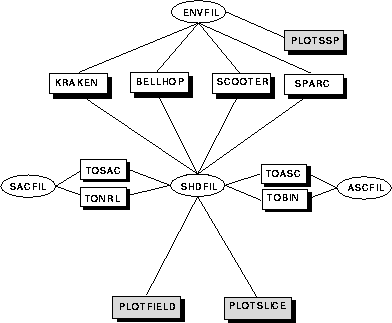 ENVFIL
PLOTSSP
KRAKEN
BELLHOP
SCOOTER
SPARC
TOSAC
TOASC
SACFIL
SHDFIL
ASCFIL
TONRL
TOBIN
PLOTFIELD
PLOTSLICE